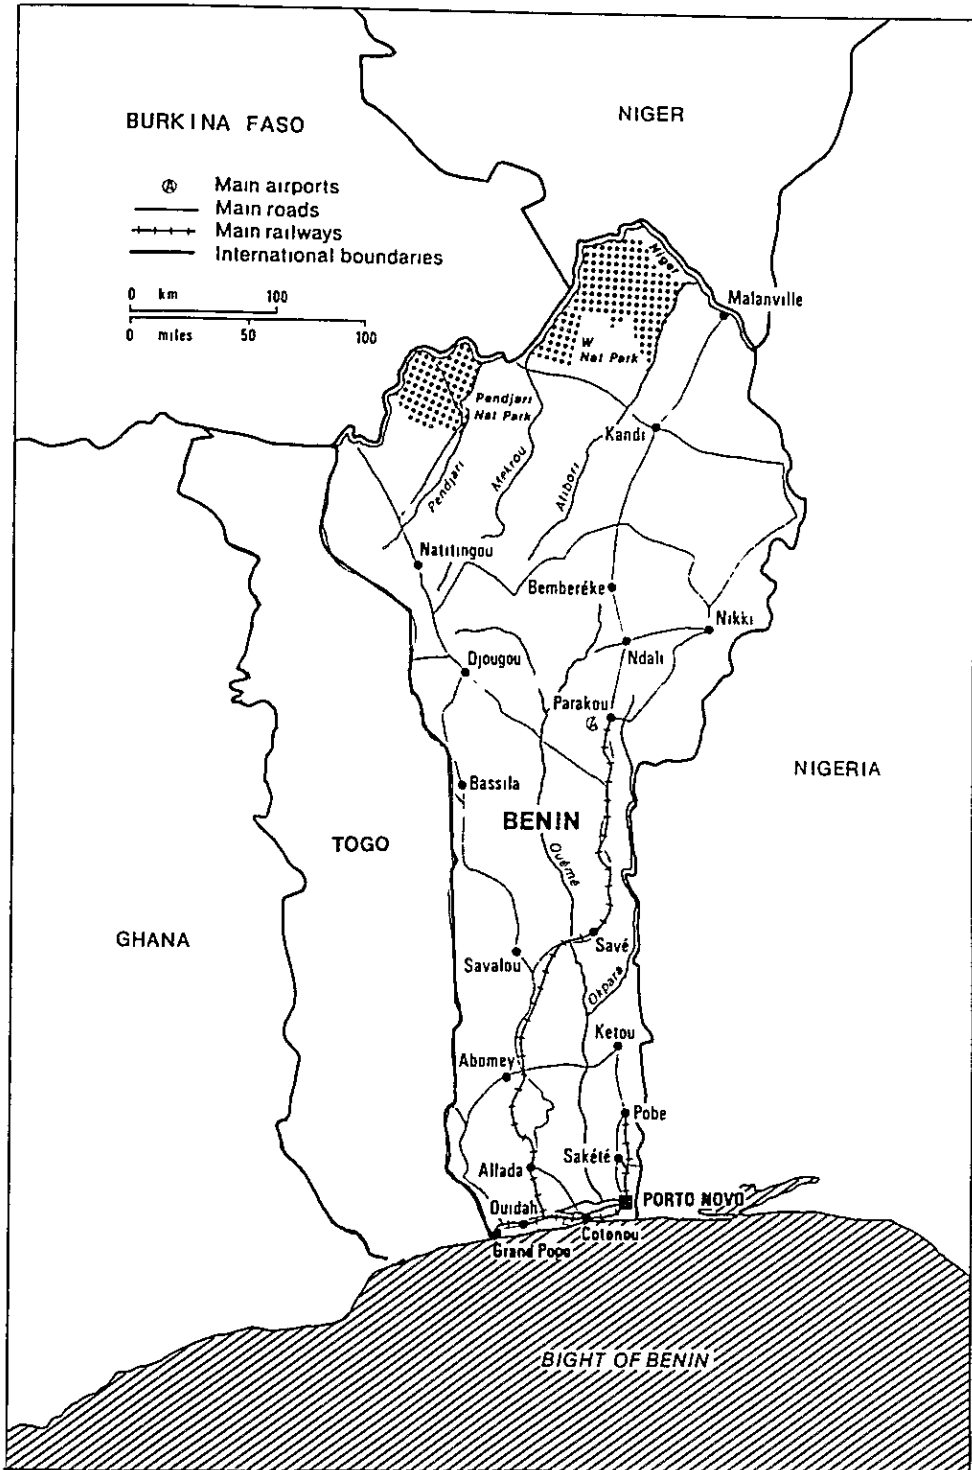 NIGER
BURKINA FASO
Main airports
Main roads
Main railways
International boundaries
0 km 100
0 miles 50 100
Niger
Malanville
W
Nat Park
Pendjari
Nat Park
Kandi
Mekrou
Alibori
Pendjari
Natitingou
Bemberéke
Nikki
Ndali
Djougou
Parakou
NIGERIA
Bassila
BENIN
TOGO
Ouémé
GHANA
Savé
Savalou
Okpara
Ketou
Abomey
Pobe
Sakété
Allada
PORTO NOVO
Ouidah
Cotonou
Grand Popo
BIGHT OF BENIN